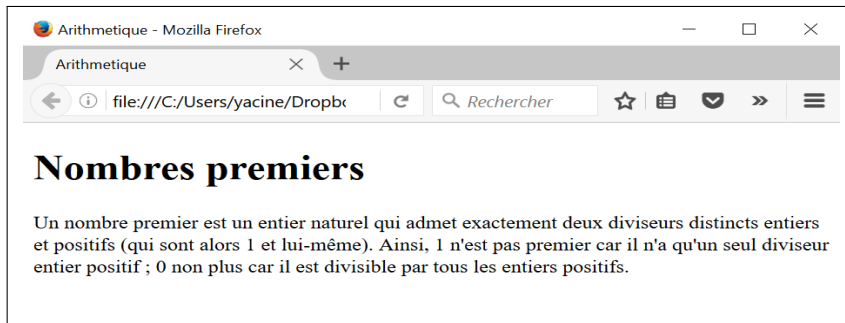 Arithmetique - Mozilla Firefox
Arithmetique
file:///C:/Users/yacine/Dropbo
Rechercher
Nombres premiers
Un nombre premier est un entier naturel qui admet exactement deux diviseurs distincts entiers
et positifs (qui sont alors 1 et lui-même). Ainsi, 1 n'est pas premier car il n'a qu'un seul diviseur
entier positif ; 0 non plus car il est divisible par tous les entiers positifs.